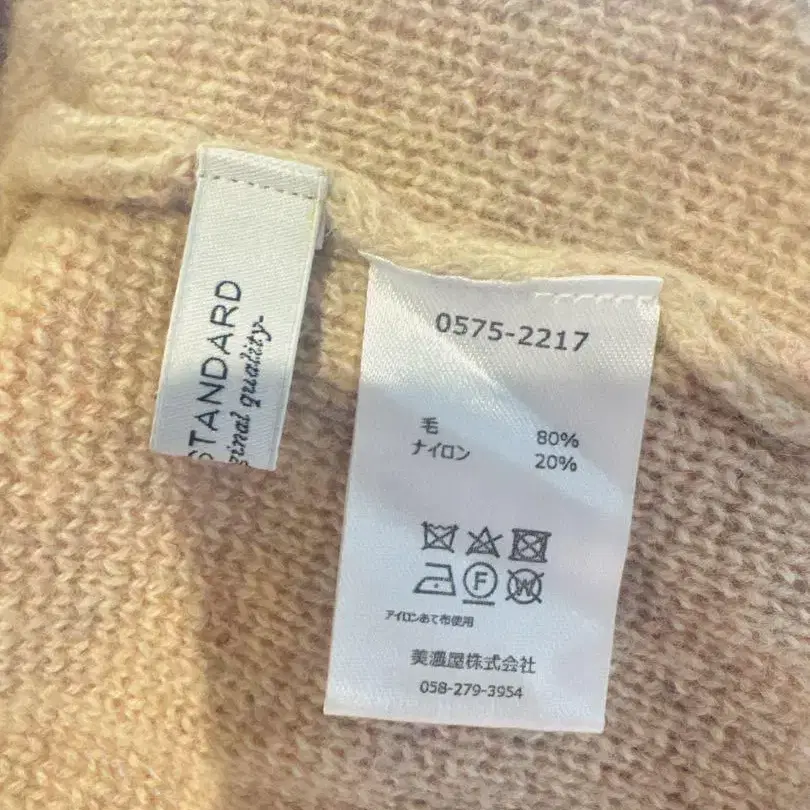 STANDARD
ginal quality-
0575-2217
毛 80%
ナイロン 20%
F W
アイロンあて布使用
美濃屋株式会社
058-279-3954